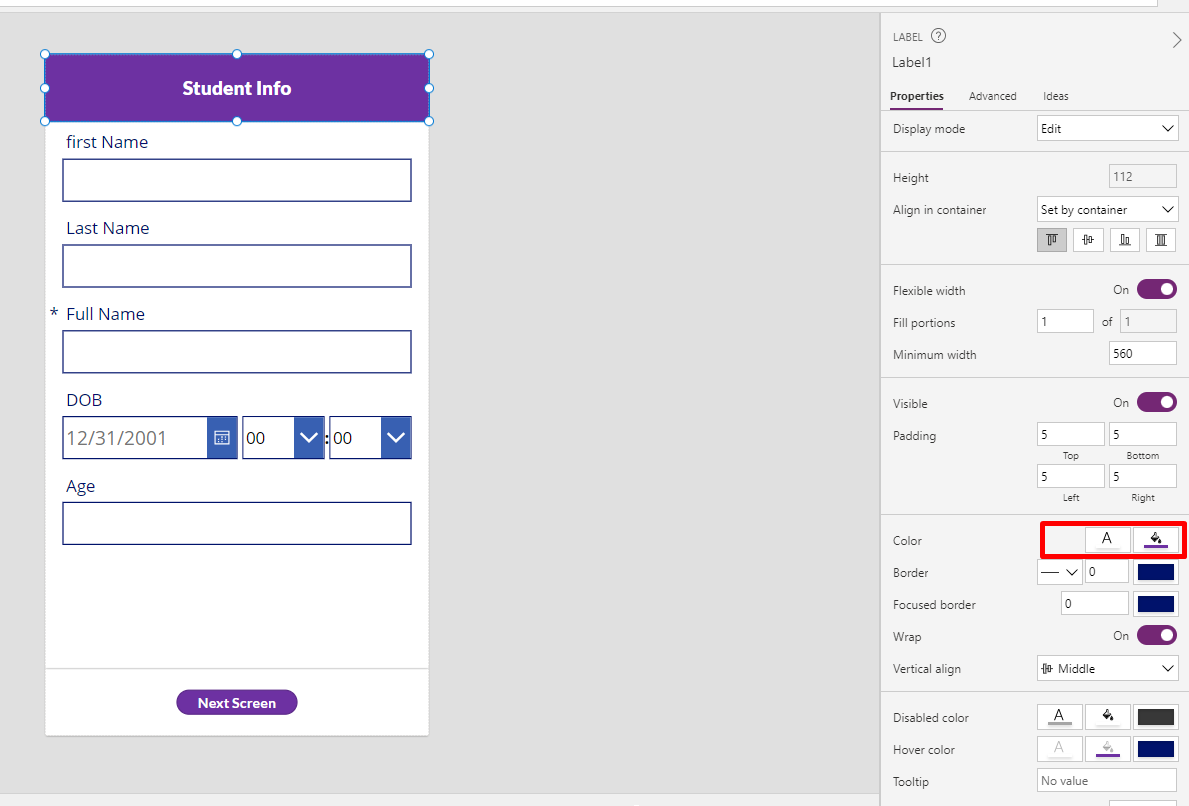 Student Info
first Name
Last Name
* Full Name
DOB
12/31/2001 00 : 00
Age
Next Screen
LABEL ?
Label1
Properties Advanced Ideas
Display mode Edit
Height 112
Align in container Set by container
Flexible width On
Fill portions 1 of 1
Minimum width 560
Visible On
Padding 5 5
Top Bottom
5 5
Left Right
Color A
Border 0
Focused border 0
Wrap On
Vertical align Middle
Disabled color A
Hover color A
Tooltip No value